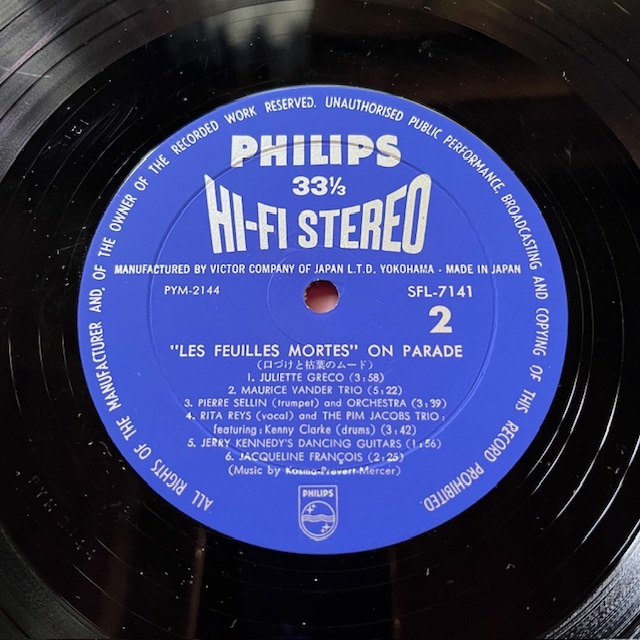 ALL RIGHTS OF THE MANUFACTURER AND, OF THE OWNER OF THE RECORDED WORK RESERVED. UNAUTHORISED PUBLIC PERFORMANCE, BROADCASTING AND COPYING OF THIS RECORD PROHIBITED.
PHILIPS
33⅓
HI-FI STEREO
MANUFACTURED BY VICTOR COMPANY OF JAPAN L.T.D. YOKOHAMA - MADE IN JAPAN
PYM-2144
SFL-7141
2
"LES FEUILLES MORTES" ON PARADE
(口づけと枯葉のムード)
1. JULIETTE GRECO (3:58)
2. MAURICE VANDER TRIO (5:22)
3. PIERRE SELLIN (trumpet) and ORCHESTRA (3:39)
4. RITA REYS (vocal) and THE PIM JACOBS TRIO;
featuring: Kenny Clarke (drums) (3:42)
5. JERRY KENNEDY'S DANCING GUITARS (1:56)
6. JACQUELINE FRANÇOIS (2:25)
(Music by Kosma-Prevert-Mercer)
PHILIPS
PYM 2144